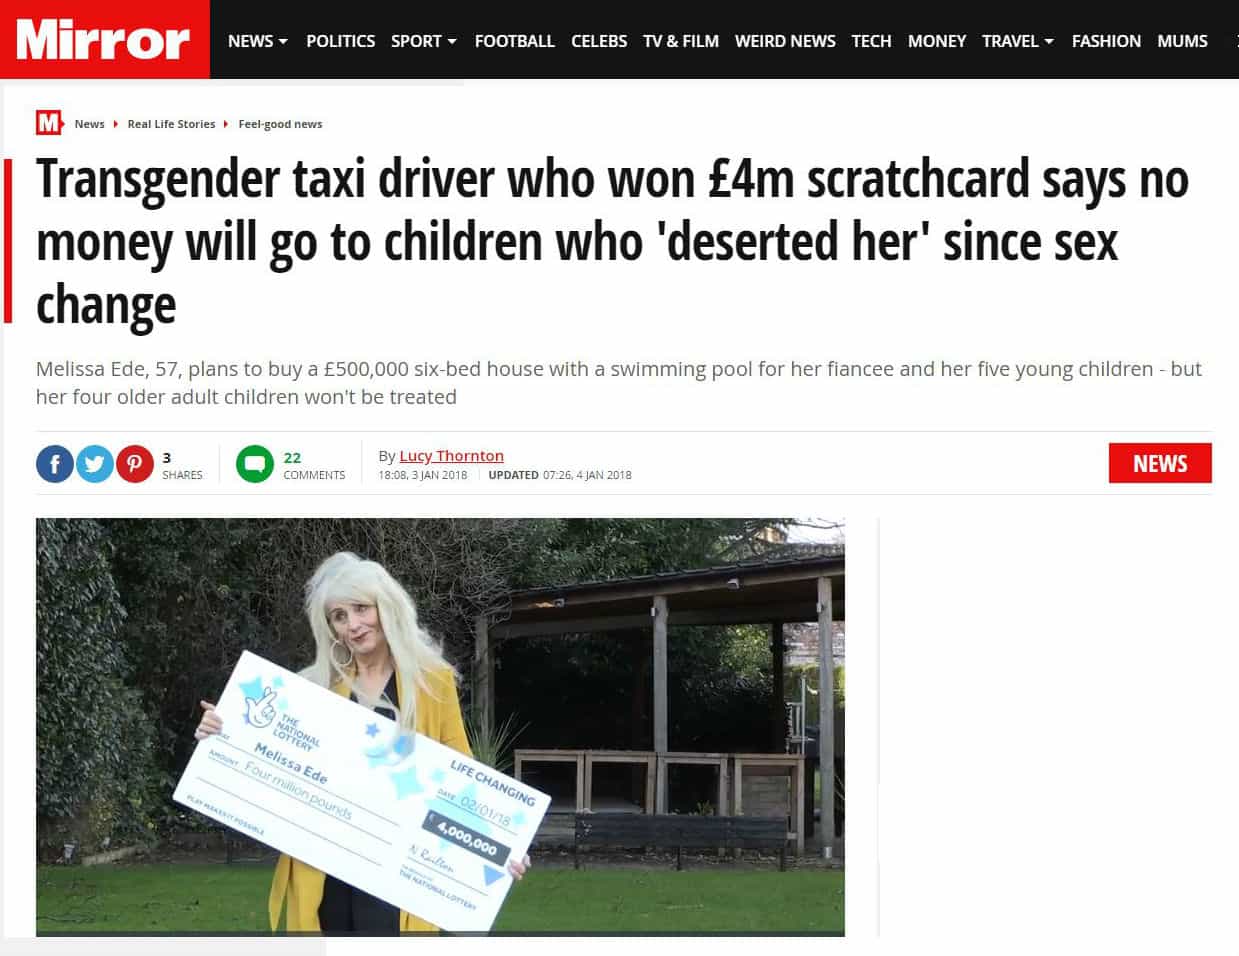 Mirror
NEWS POLITICS SPORT FOOTBALL CELEBS TV & FILM WEIRD NEWS TECH MONEY TRAVEL FASHION MUMS
M News Real Life Stories Feel-good news
Transgender taxi driver who won £4m scratchcard says no
money will go to children who 'deserted her' since sex
change
Melissa Ede, 57, plans to buy a £500,000 six-bed house with a swimming pool for her fiancee and her five young children - but
her four older adult children won't be treated
3
SHARES
22
COMMENTS
By Lucy Thornton
18:08, 3 JAN 2018 UPDATED 07:26, 4 JAN 2018
NEWS
THE
NATIONAL
LOTTERY
PAY Melissa Ede
AMOUNT Four million pounds
PLAY MAKES IT POSSIBLE
LIFE CHANGING
DATE 02/01/18
£ 4,000,000
N Railton
THE NATIONAL LOTTERY